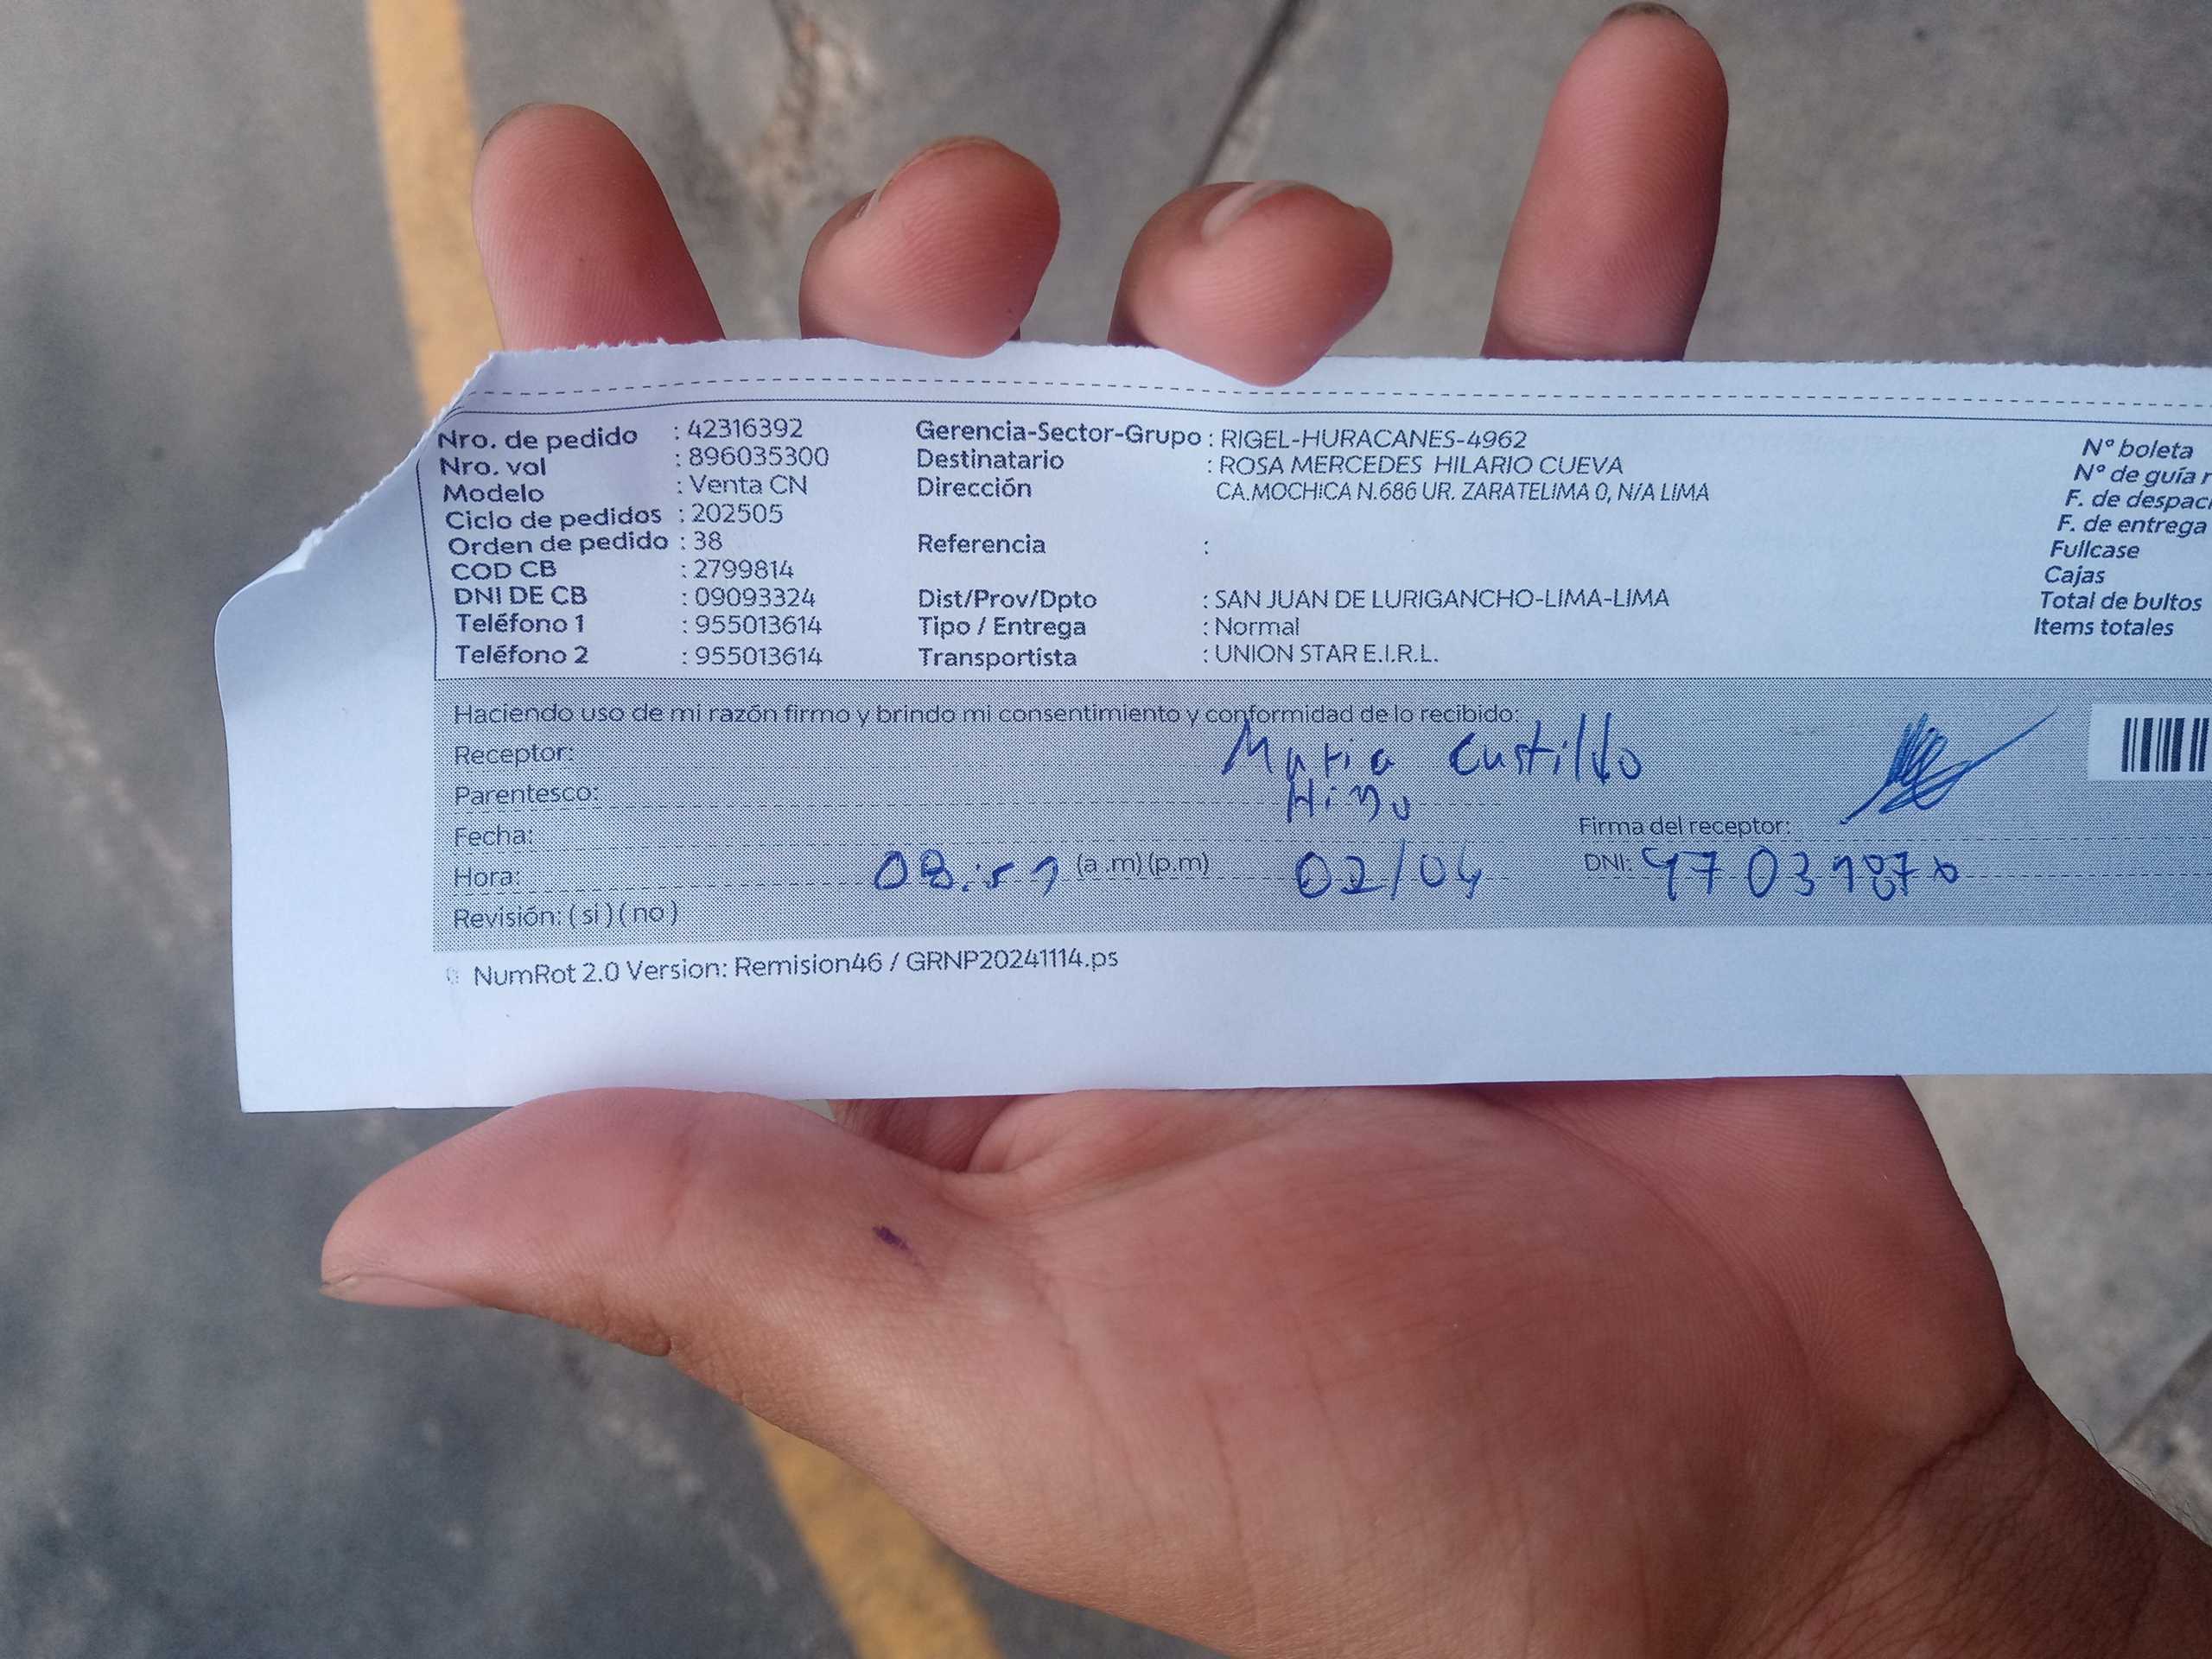 Nro. de pedido : 42316392 Gerencia-Sector-Grupo : RIGEL-HURACANES-4962 N° boleta
Nro. vol : 896035300 Destinatario : ROSA MERCEDES HILARIO CUEVA N° de guía r
Modelo : Venta CN Dirección CA.MOCHICA N.686 UR. ZARATELIMA 0, N/A LIMA F. de despac
Ciclo de pedidos : 202505 F. de entrega
Orden de pedido : 38 Referencia : Fullcase
COD CB : 2799814 Cajas
DNI DE CB : 09093324 Dist/Prov/Dpto : SAN JUAN DE LURIGANCHO-LIMA-LIMA Total de bultos
Teléfono 1 : 955013614 Tipo / Entrega : Normal Items totales
Teléfono 2 : 955013614 Transportista : UNION STAR E.I.R.L.
Haciendo uso de mi razón firmo y brindo mi consentimiento y conformidad de lo recibido:
Receptor: Maria Castillo
Parentesco:
Fecha: Firma del receptor:
Hora: (a .m) (p.m) 02/04 DNI:
Revisión: ( si ) ( no )
NumRot 2.0 Version: Remision46 / GRNP20241114.ps